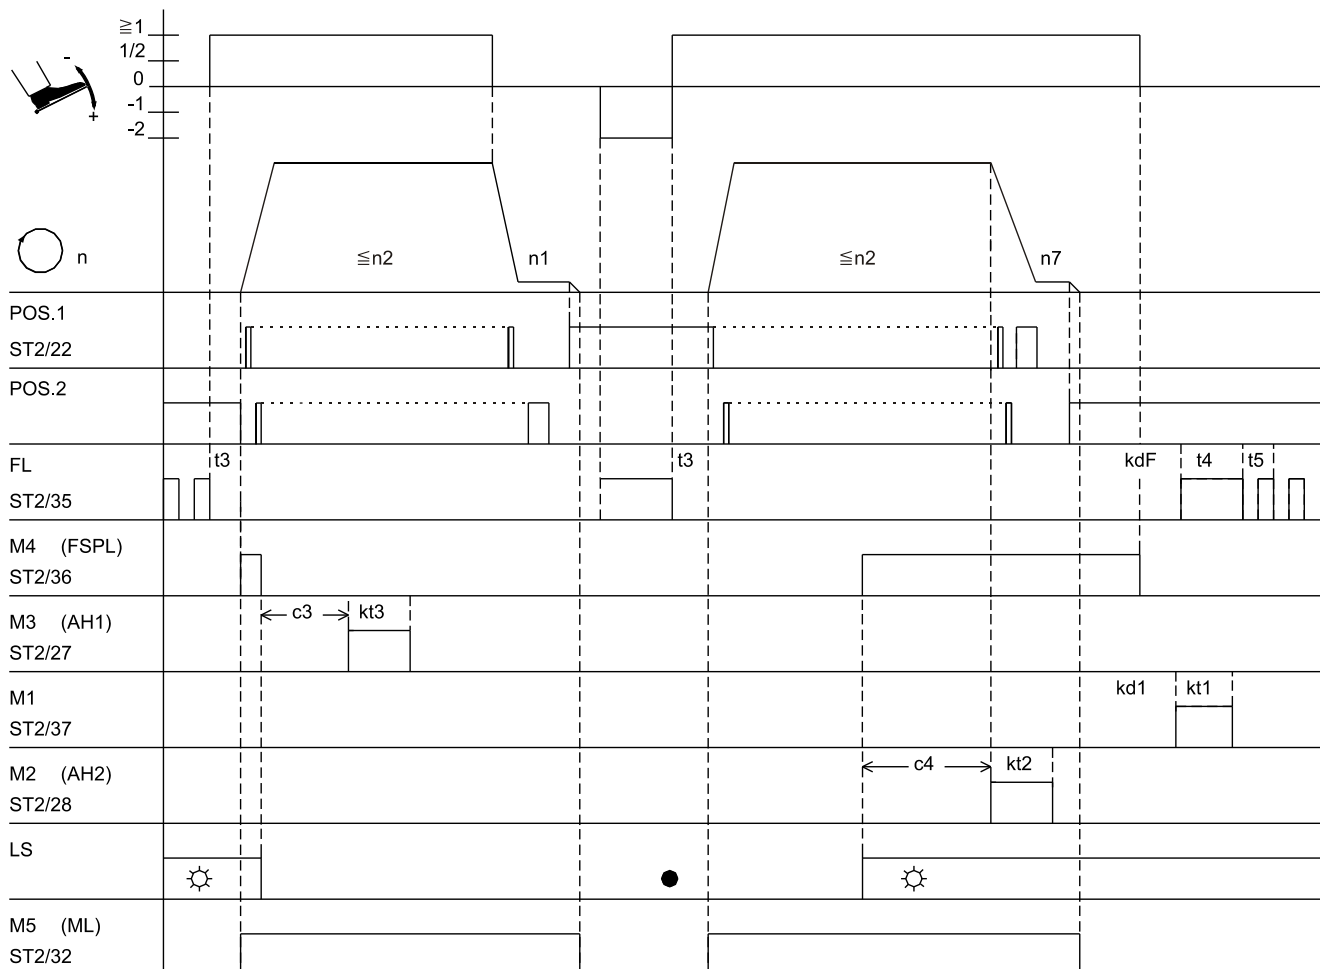 ≧1
1/2
0
-1
-2
-
+
n
≦n2
n1
≦n2
n7
POS.1
ST2/22
POS.2
FL
t3
t3
kdF
t4
t5
ST2/35
M4 (FSPL)
ST2/36
M3 (AH1)
c3
kt3
ST2/27
M1
kd1
kt1
ST2/37
M2 (AH2)
c4
kt2
ST2/28
LS
M5 (ML)
ST2/32